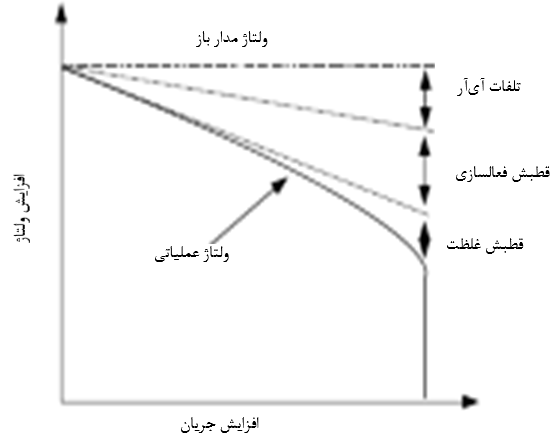 ولتاژ مدار باز
تلفات آی‌آر
قطبش فعالسازی
قطبش غلظت
ولتاژ عملیاتی
افزایش ولتاژ
افزایش جریان